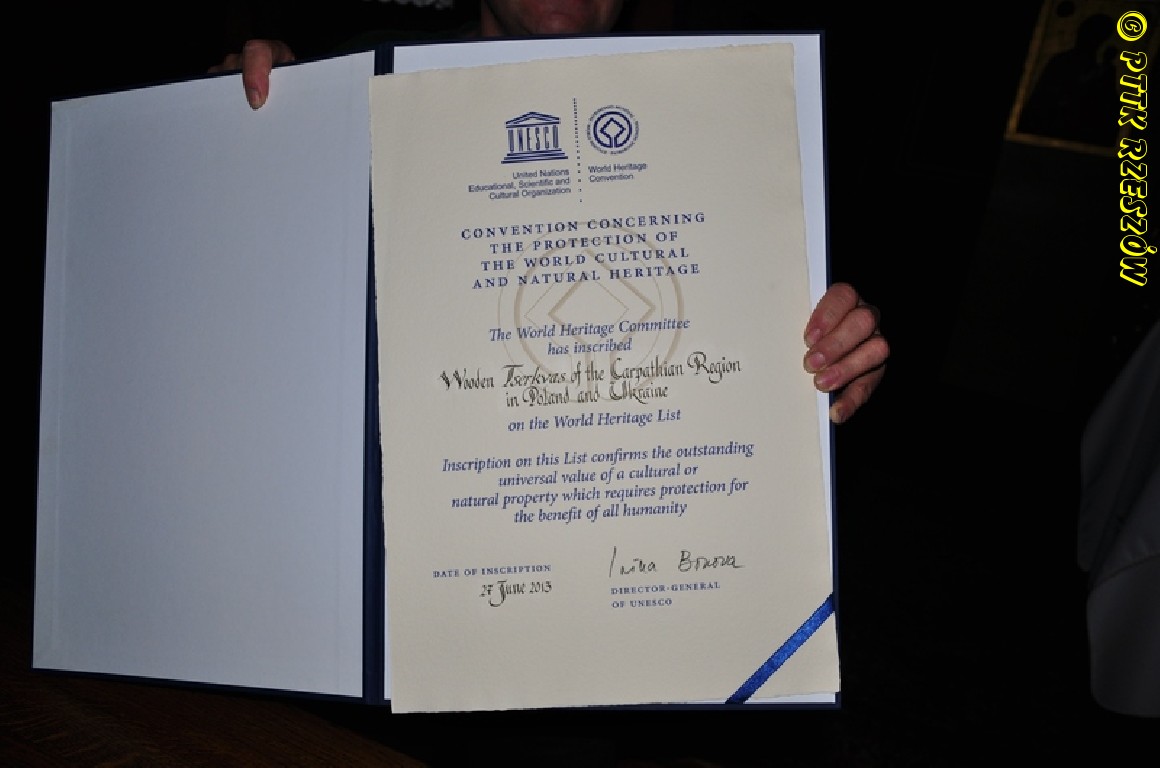 UNESCO
United Nations
Educational, Scientific and
Cultural Organization
World Heritage
Convention
CONVENTION CONCERNING
THE PROTECTION OF
THE WORLD CULTURAL
AND NATURAL HERITAGE
The World Heritage Committee
has inscribed
Wooden Tserkvas of the Carpathian Region
in Poland and Ukraine
on the World Heritage List
Inscription on this List confirms the outstanding
universal value of a cultural or
natural property which requires protection for
the benefit of all humanity
DATE OF INSCRIPTION
27 June 2013
Irina Bokova
DIRECTOR-GENERAL
OF UNESCO
© PTTK RZESZÓW